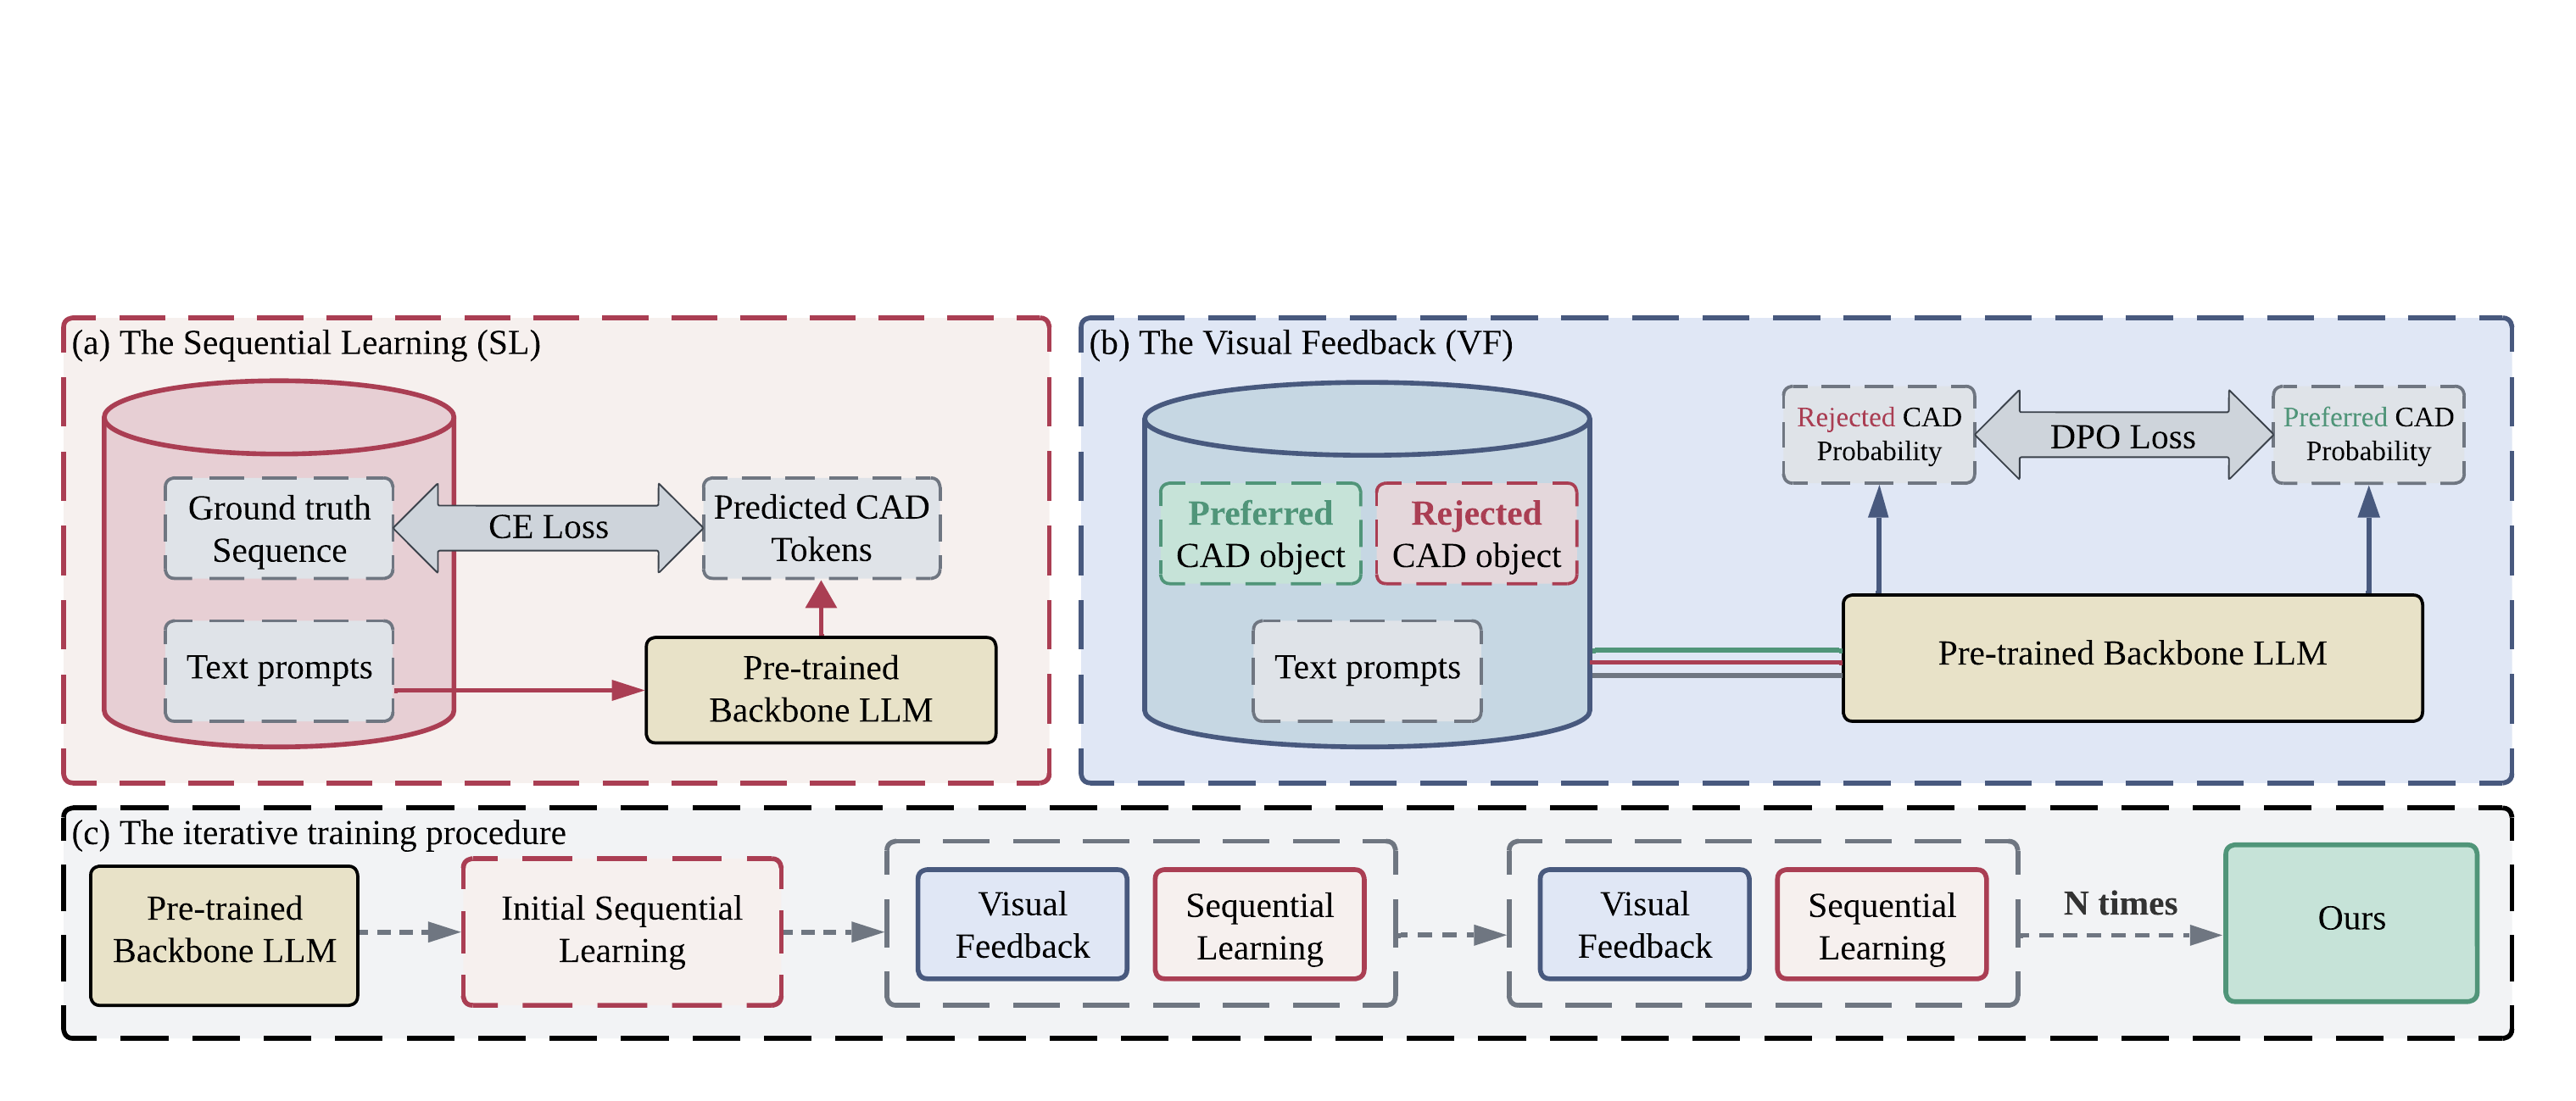 (a) The Sequential Learning (SL)
Ground truth
Sequence
CE Loss
Predicted CAD
Tokens
Text prompts
Pre-trained
Backbone LLM
(b) The Visual Feedback (VF)
Preferred
CAD object
Rejected
CAD object
Text prompts
Rejected CAD
Probability
DPO Loss
Preferred CAD
Probability
Pre-trained Backbone LLM
(c) The iterative training procedure
Pre-trained
Backbone LLM
Initial Sequential
Learning
Visual
Feedback
Sequential
Learning
Visual
Feedback
Sequential
Learning
N times
Ours